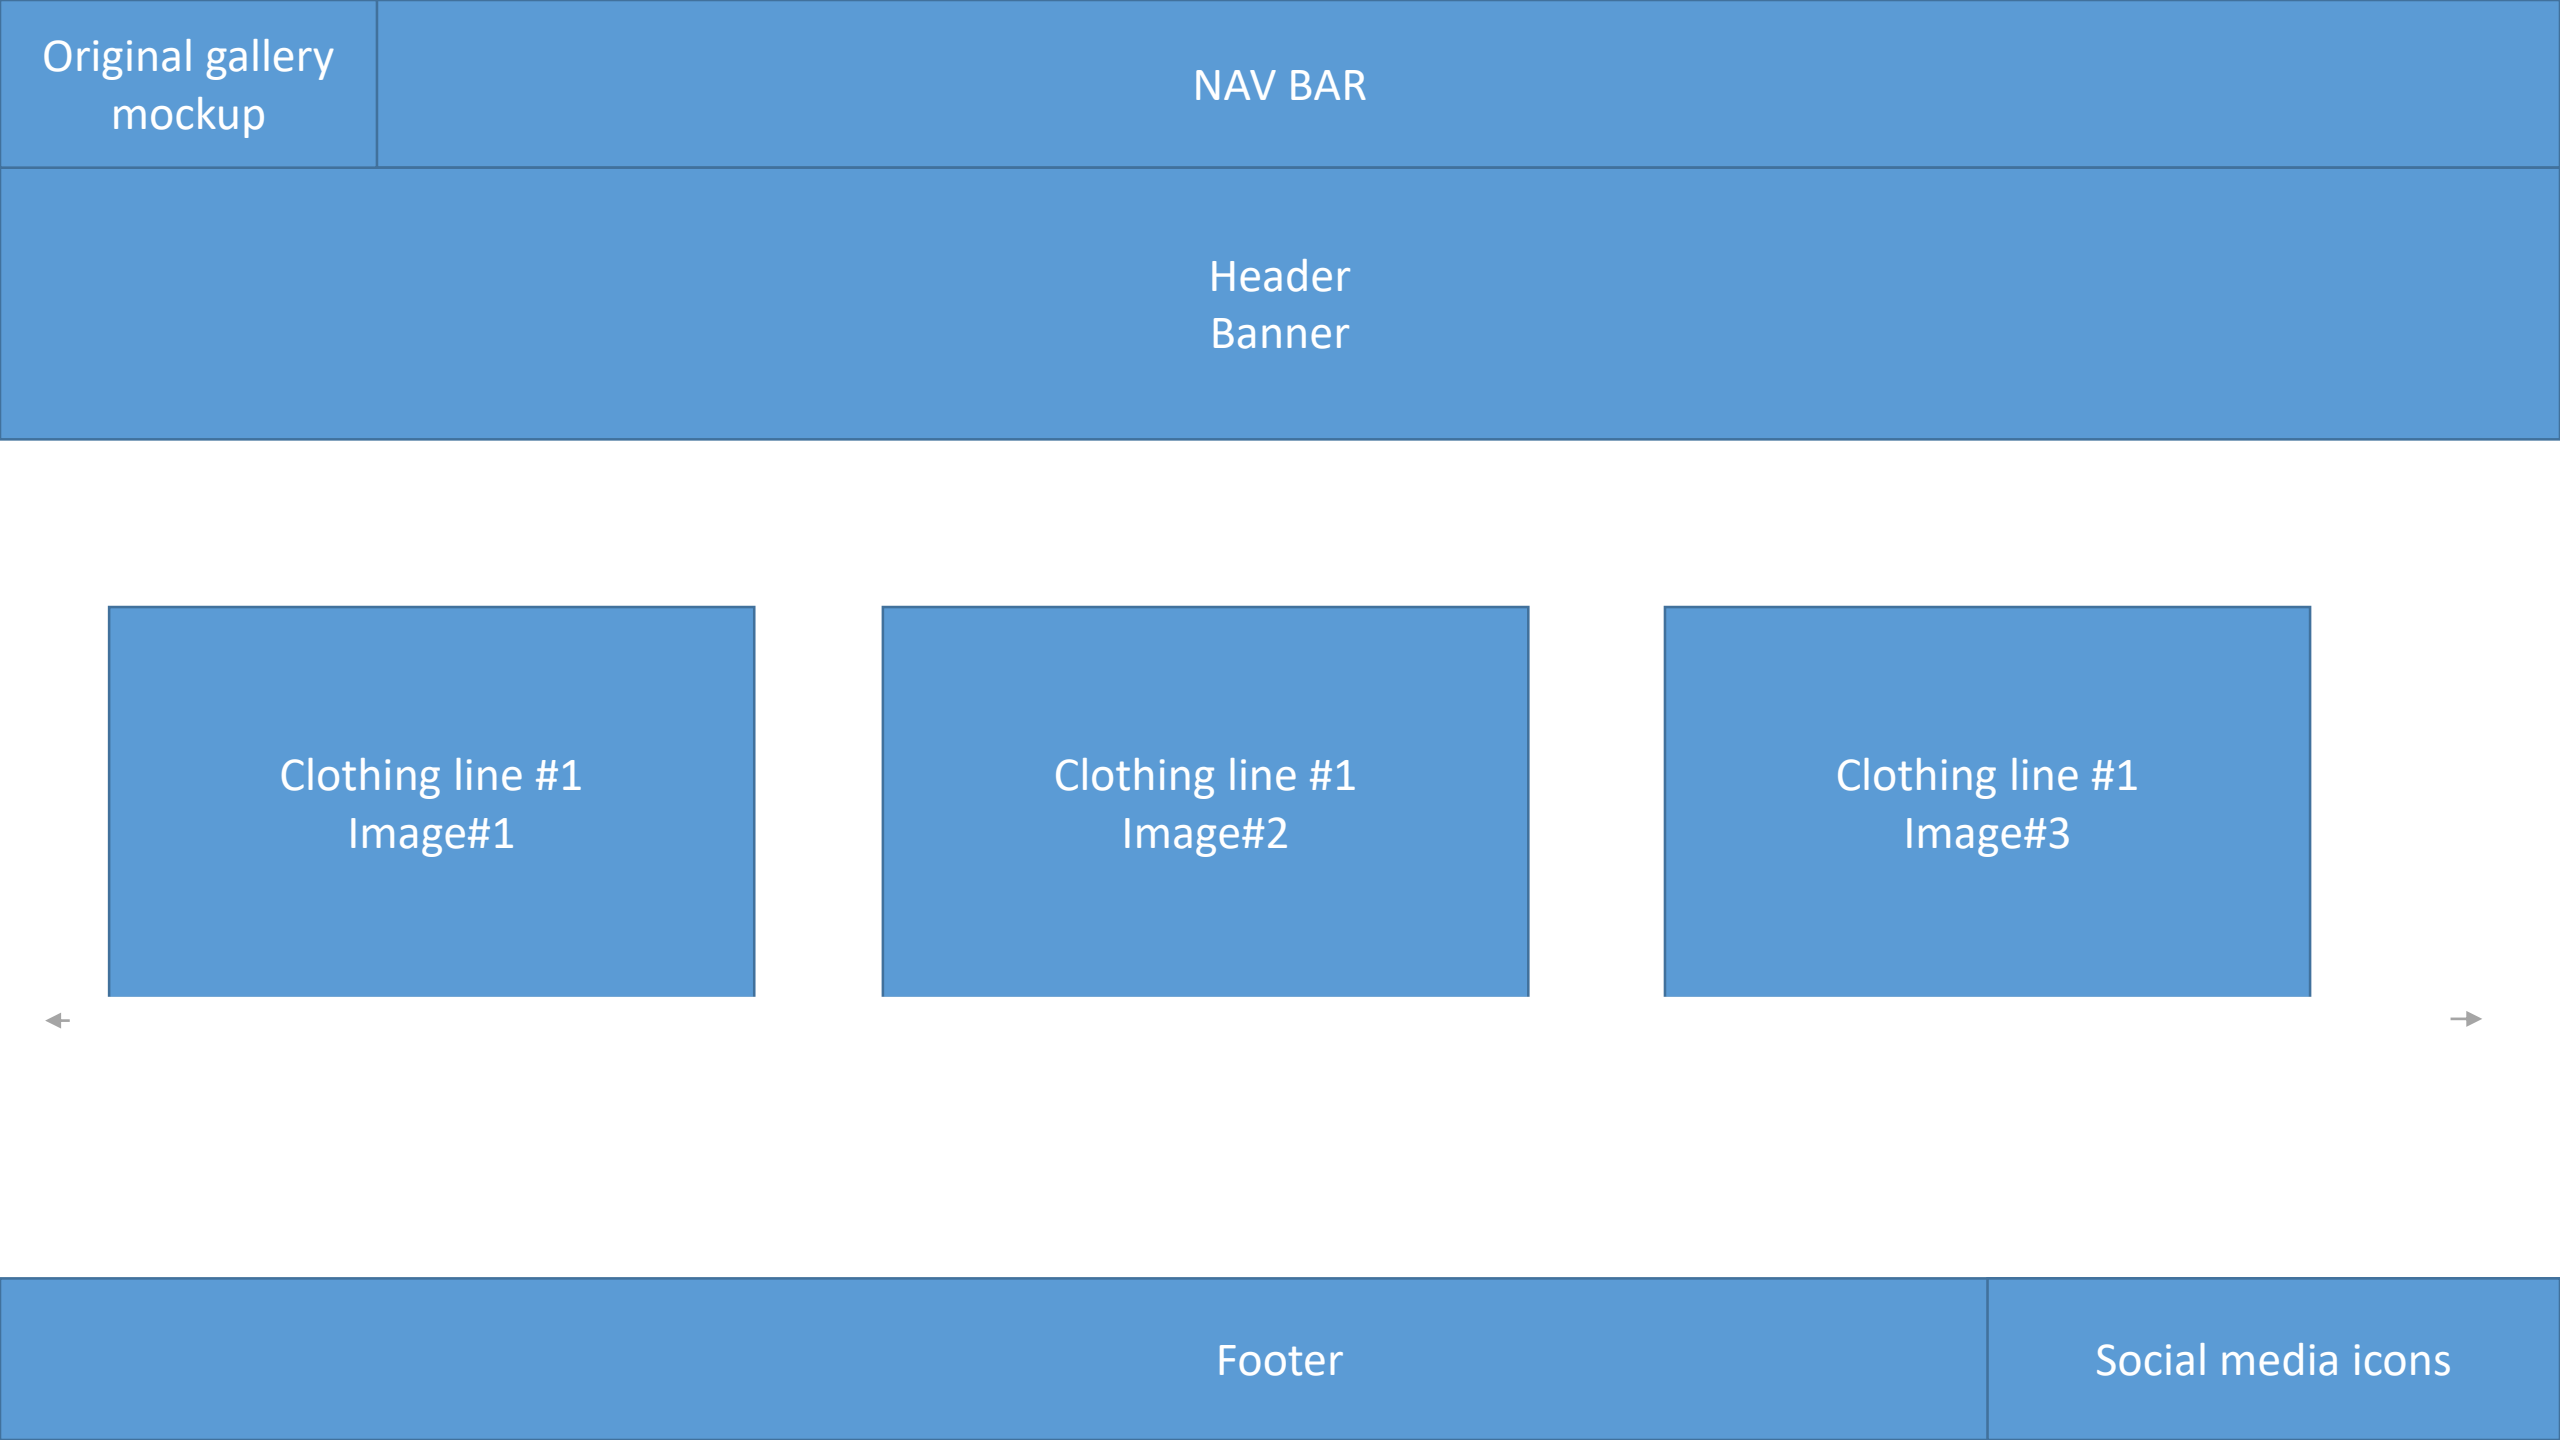 Original gallery
mockup
NAV BAR
Header
Banner
Clothing line #1
Image#1
Clothing line #1
Image#2
Clothing line #1
Image#3
Footer
Social media icons